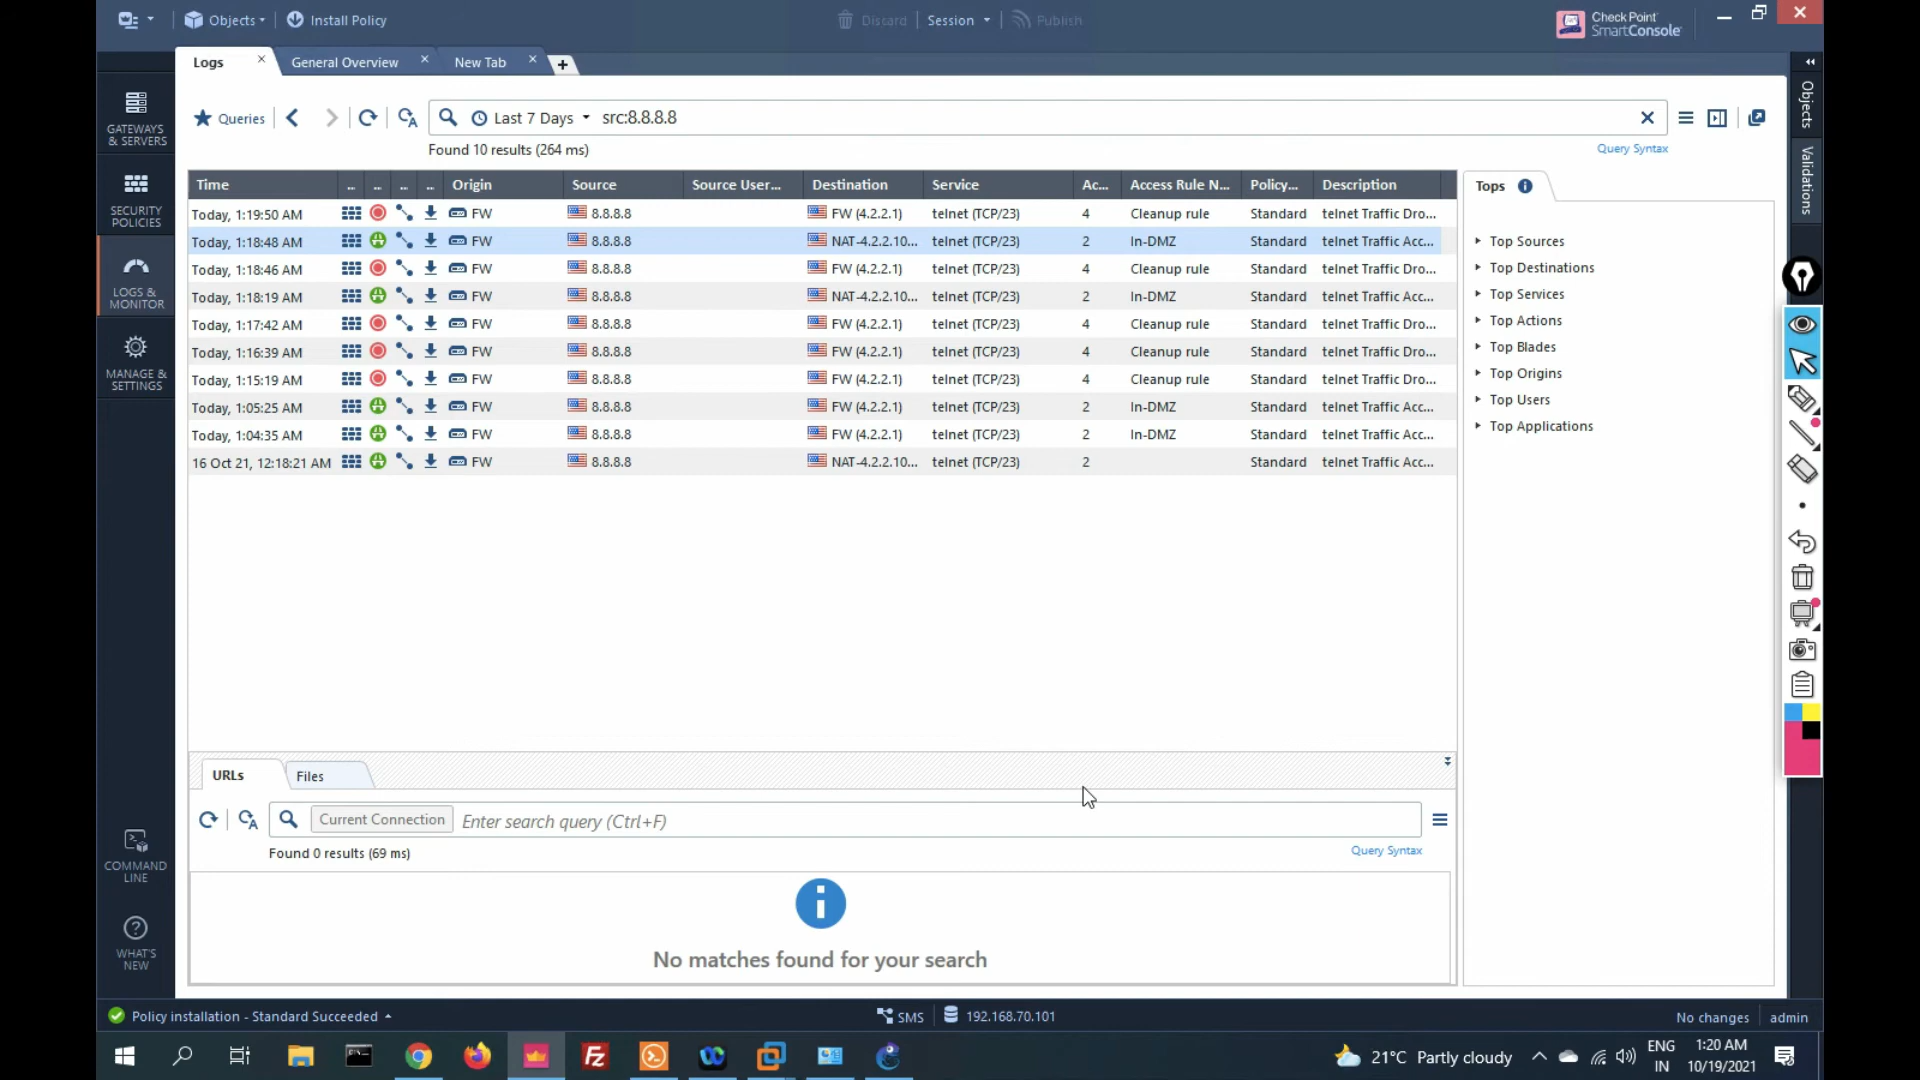 Objects
Install Policy
Discard
Session
Publish
Check Point
SmartConsole
Logs
General Overview
New Tab
GATEWAYS
& SERVERS
SECURITY
POLICIES
LOGS &
MONITOR
MANAGE &
SETTINGS
COMMAND
LINE
WHAT'S
NEW
Queries
Last 7 Days
src:8.8.8.8
Found 10 results (264 ms)
Query Syntax
Time ... ... ... ... Origin Source Source User... Destination Service Ac... Access Rule N... Policy... Description
Today, 1:19:50 AM FW 8.8.8.8 FW (4.2.2.1) telnet (TCP/23) 4 Cleanup rule Standard telnet Traffic Dro...
Today, 1:18:48 AM FW 8.8.8.8 NAT-4.2.2.10... telnet (TCP/23) 2 In-DMZ Standard telnet Traffic Acc...
Today, 1:18:46 AM FW 8.8.8.8 FW (4.2.2.1) telnet (TCP/23) 4 Cleanup rule Standard telnet Traffic Dro...
Today, 1:18:19 AM FW 8.8.8.8 NAT-4.2.2.10... telnet (TCP/23) 2 In-DMZ Standard telnet Traffic Acc...
Today, 1:17:42 AM FW 8.8.8.8 FW (4.2.2.1) telnet (TCP/23) 4 Cleanup rule Standard telnet Traffic Dro...
Today, 1:16:39 AM FW 8.8.8.8 FW (4.2.2.1) telnet (TCP/23) 4 Cleanup rule Standard telnet Traffic Dro...
Today, 1:15:19 AM FW 8.8.8.8 FW (4.2.2.1) telnet (TCP/23) 4 Cleanup rule Standard telnet Traffic Dro...
Today, 1:05:25 AM FW 8.8.8.8 FW (4.2.2.1) telnet (TCP/23) 2 In-DMZ Standard telnet Traffic Acc...
Today, 1:04:35 AM FW 8.8.8.8 FW (4.2.2.1) telnet (TCP/23) 2 In-DMZ Standard telnet Traffic Acc...
16 Oct 21, 12:18:21 AM FW 8.8.8.8 NAT-4.2.2.10... telnet (TCP/23) 2 Standard telnet Traffic Acc...
Tops
Top Sources
Top Destinations
Top Services
Top Actions
Top Blades
Top Origins
Top Users
Top Applications
Objects
Validations
URLs
Files
Current Connection
Enter search query (Ctrl+F)
Found 0 results (69 ms)
Query Syntax
No matches found for your search
Policy installation - Standard Succeeded
SMS
192.168.70.101
No changes
admin
21°C Partly cloudy
ENG
IN
1:20 AM
10/19/2021